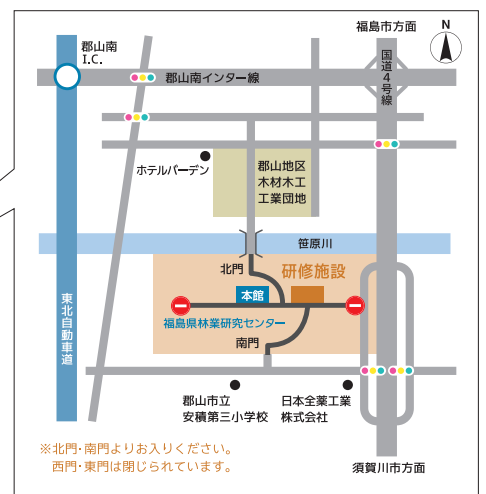 福島市方面
N
郡山南
I.C.
国道4号線
郡山南インター線
ホテルバーデン
郡山地区
木材木工
工業団地
笹原川
北門
研修施設
本館
福島県林業研究センター
南門
東北自動車道
郡山市立
安積第三小学校
日本全薬工業
株式会社
※北門・南門よりお入りください。
西門・東門は閉じられています。
須賀川市方面